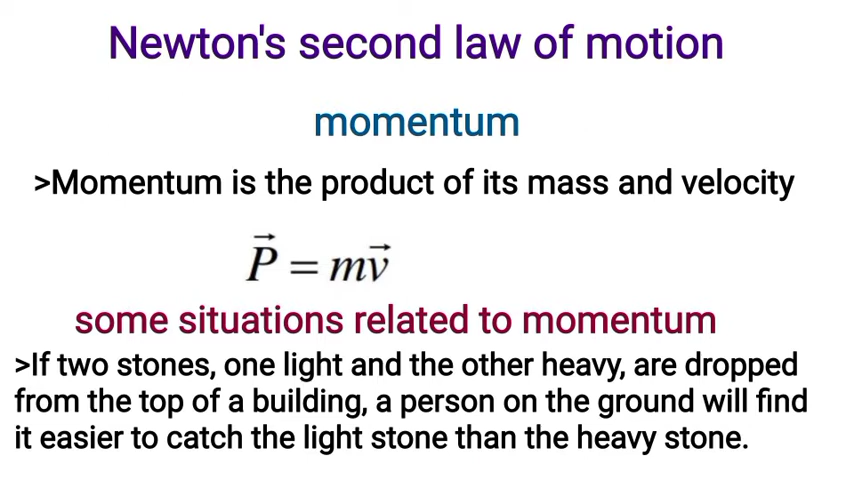 Newton's second law of motion
momentum
>Momentum is the product of its mass and velocity
P⃗ = mv⃗
some situations related to momentum
>If two stones, one light and the other heavy, are dropped
from the top of a building, a person on the ground will find
it easier to catch the light stone than the heavy stone.